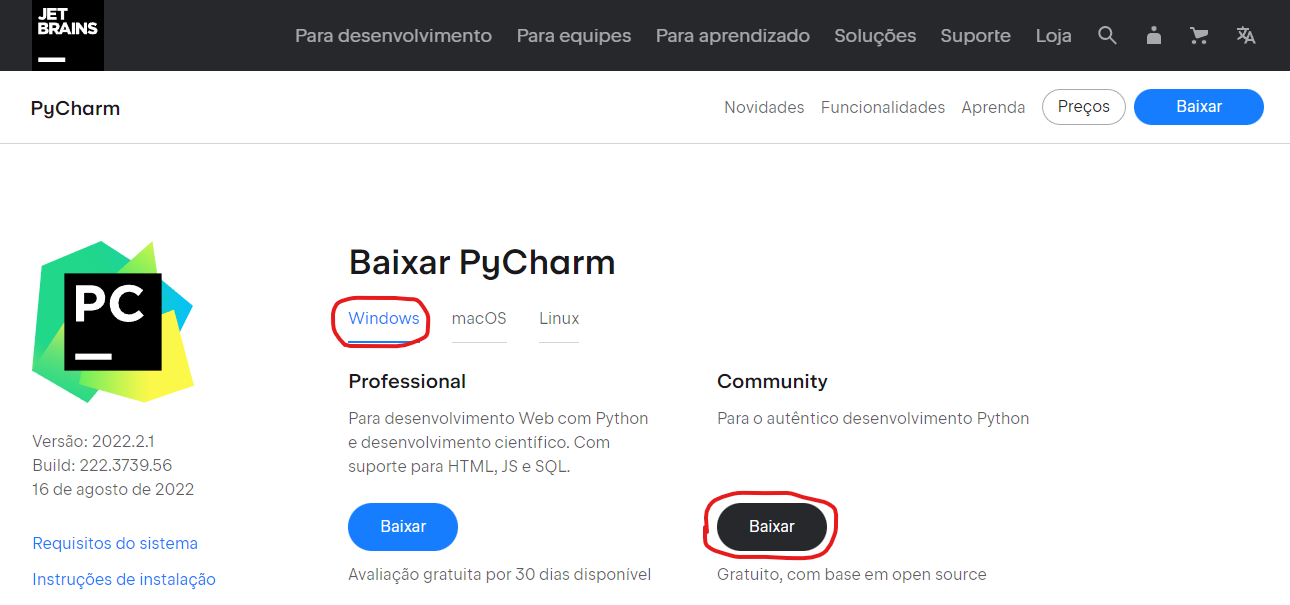 JET
BRAINS
Para desenvolvimento Para equipes Para aprendizado Soluções Suporte Loja
PyCharm
Novidades Funcionalidades Aprenda Preços Baixar
PC
Versão: 2022.2.1
Build: 222.3739.56
16 de agosto de 2022
Requisitos do sistema
Instruções de instalação
Baixar PyCharm
Windows macOS Linux
Professional
Para desenvolvimento Web com Python
e desenvolvimento científico. Com
suporte para HTML, JS e SQL.
Baixar
Avaliação gratuita por 30 dias disponível
Community
Para o autêntico desenvolvimento Python
Baixar
Gratuito, com base em open source